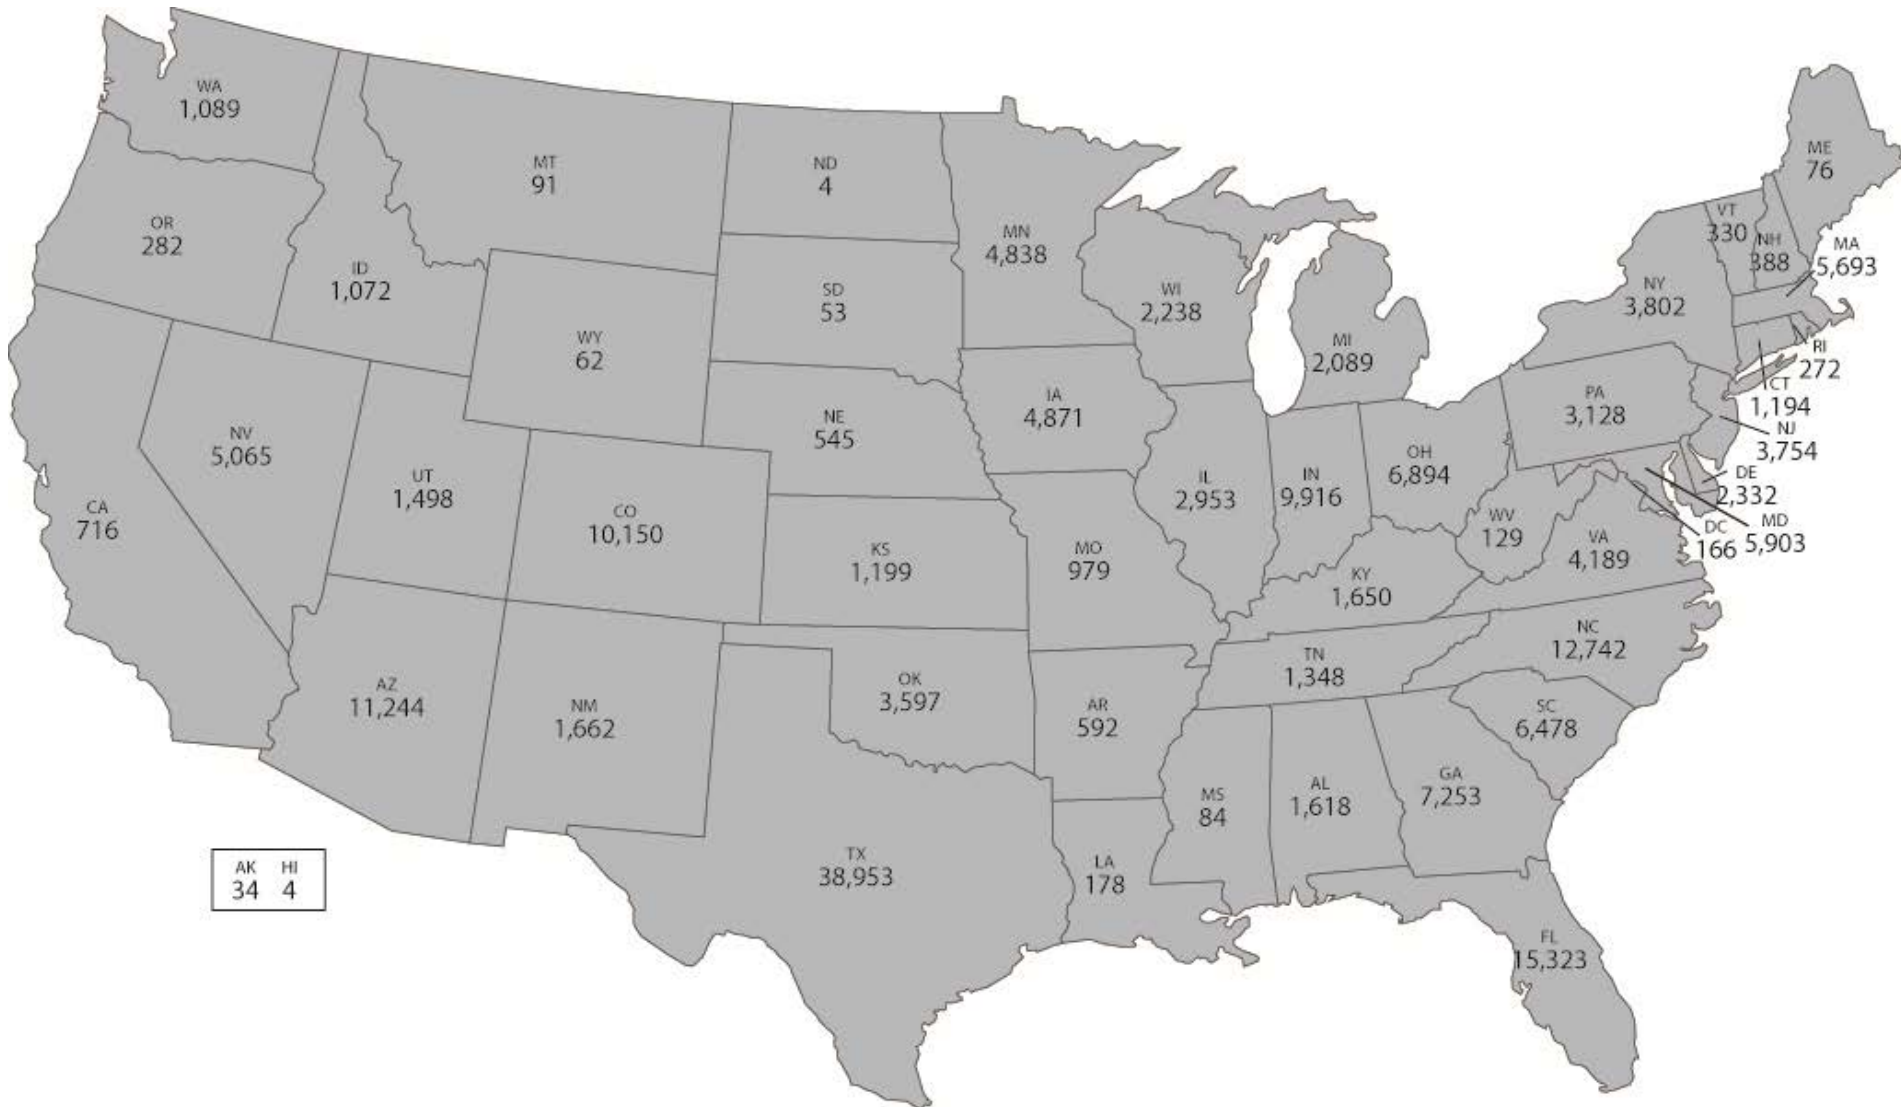 WA
1,089
MT
91
ND
4
ME
76
OR
282
ID
1,072
MN
4,838
VT
330
NH
388
MA
5,693
WY
62
SD
53
WI
2,238
MI
2,089
NY
3,802
RI
272
CT
1,194
NV
5,065
UT
1,498
NE
545
IA
4,871
PA
3,128
NJ
3,754
CA
716
CO
10,150
KS
1,199
MO
979
IL
2,953
IN
9,916
OH
6,894
WV
129
VA
4,189
DE
2,332
DC
166
MD
5,903
KY
1,650
AZ
11,244
NM
1,662
OK
3,597
AR
592
TN
1,348
NC
12,742
SC
6,478
TX
38,953
LA
178
MS
84
AL
1,618
GA
7,253
AK HI
34 4
FL
15,323